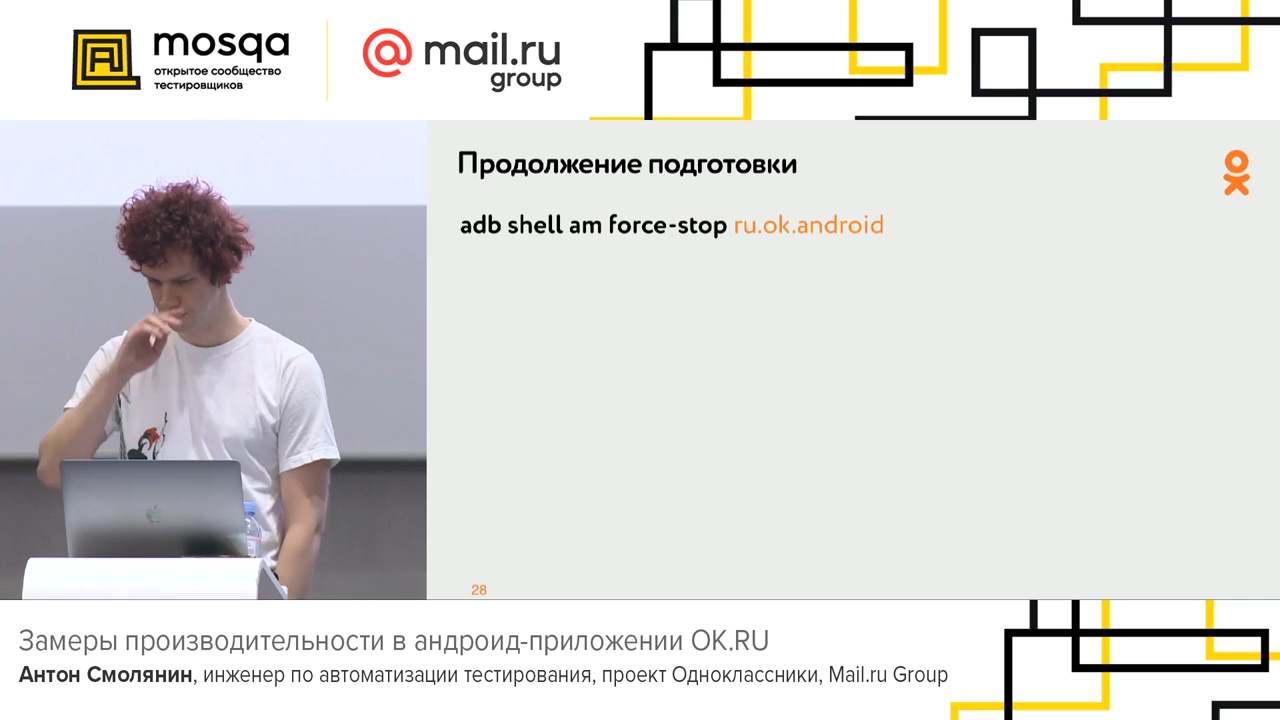 mosqa
открытое сообщество
тестировщиков
@mail.ru
group
Продолжение подготовки
adb shell am force-stop ru.ok.android
28
Замеры производительности в андроид-приложении OK.RU
Антон Смолянин, инженер по автоматизации тестирования, проект Одноклассники, Mail.ru Group